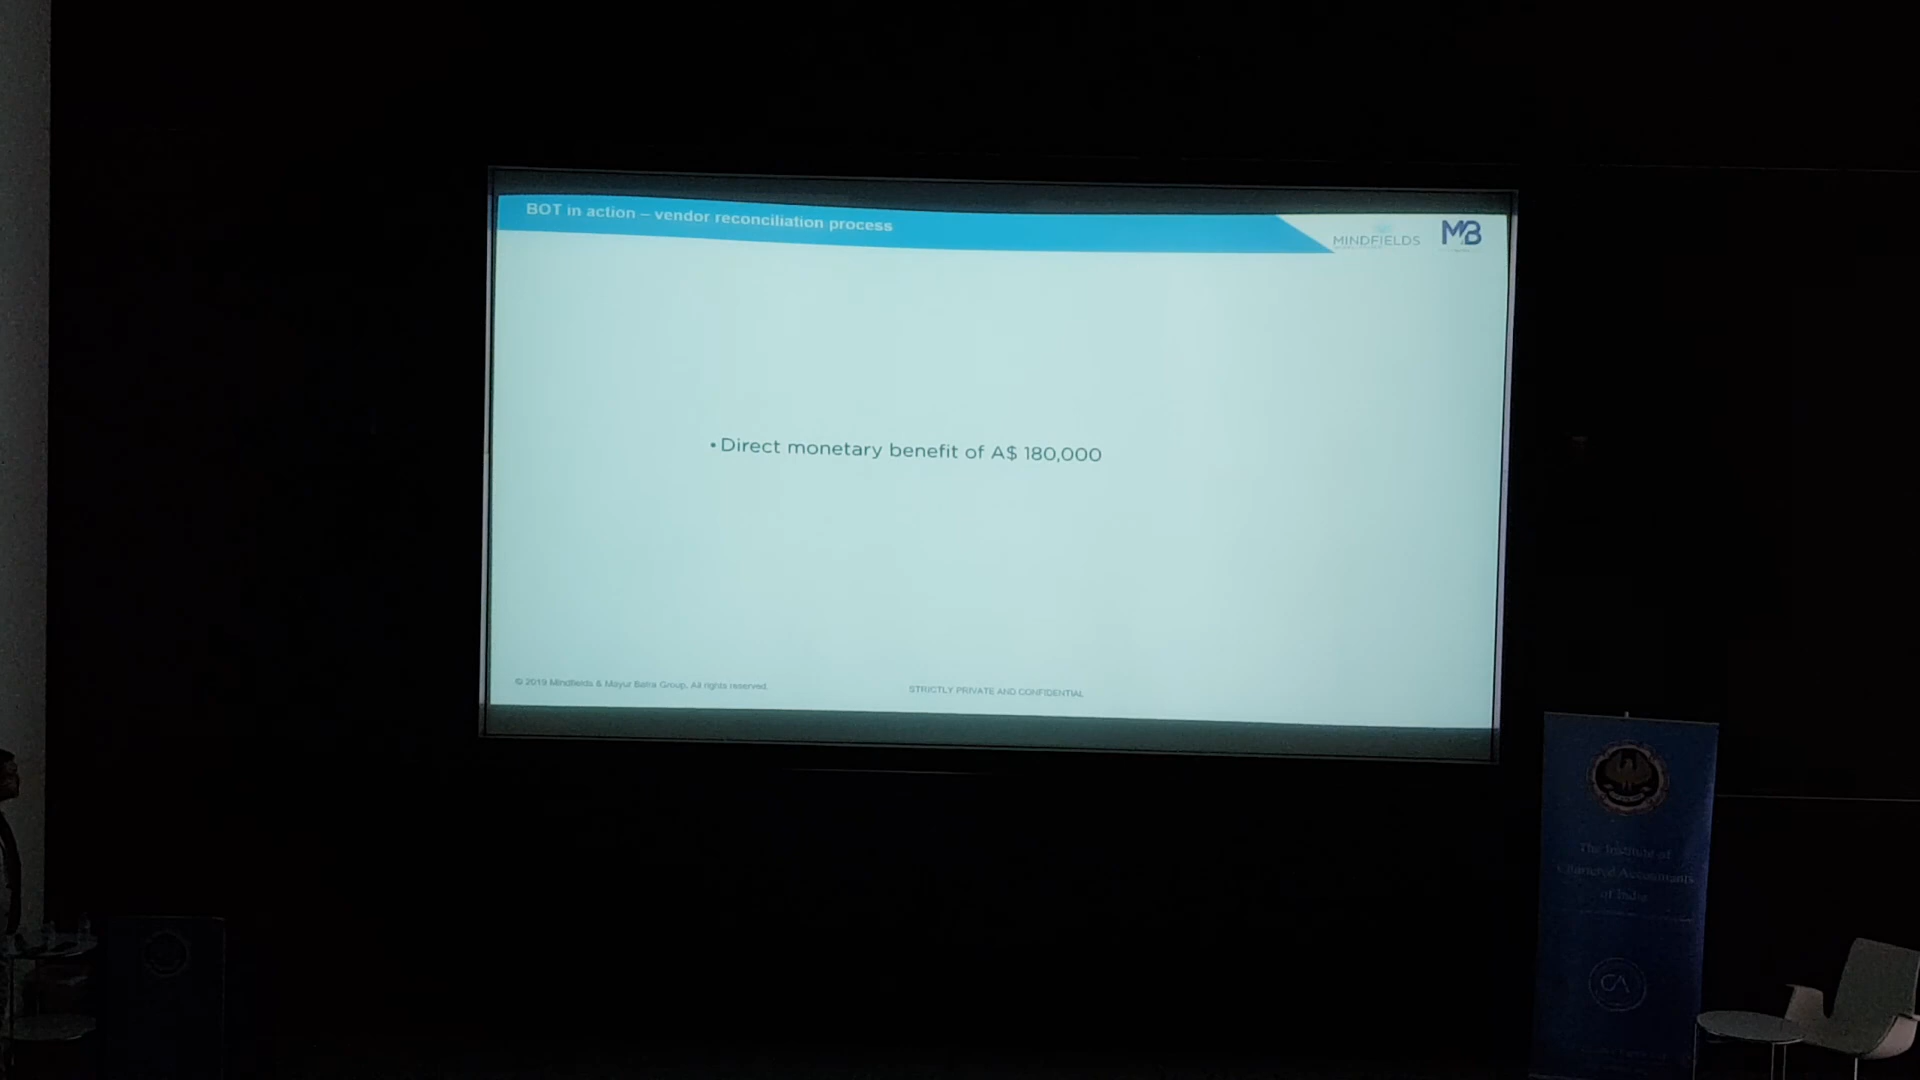 BOT in action – vendor reconciliation process
MINDFIELDS
MB
• Direct monetary benefit of A$ 180,000
© 2019 Mindfields & Mayur Batra Group. All rights reserved.
STRICTLY PRIVATE AND CONFIDENTIAL
The Institute of
Chartered Accountants
of India
CA